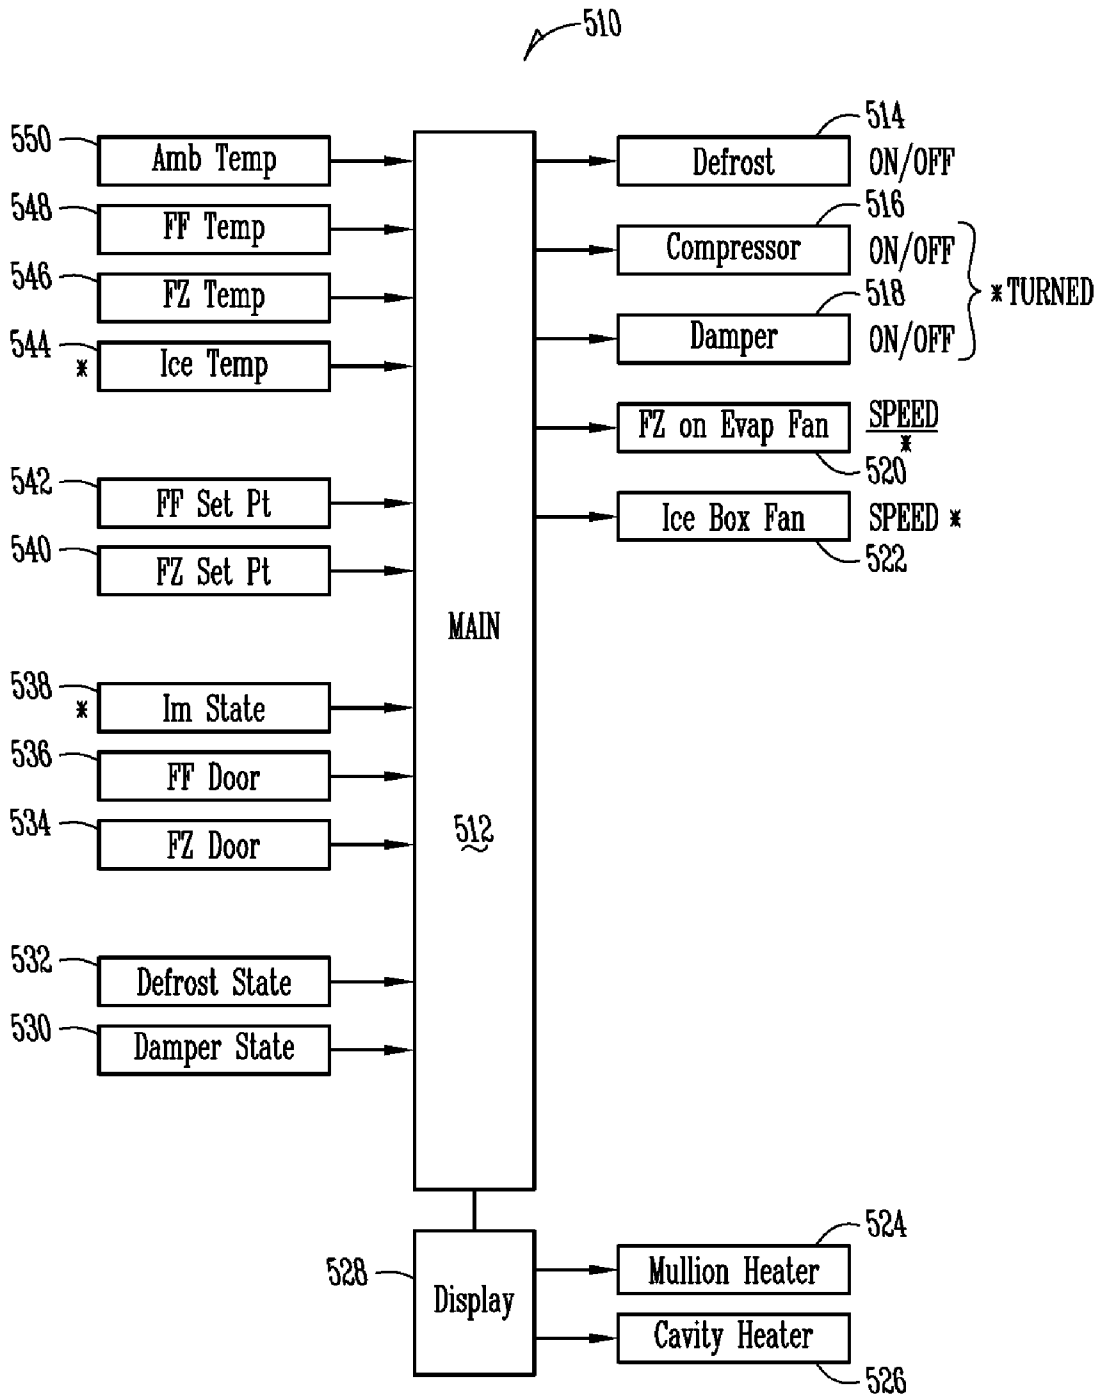 510
550
Amb Temp
548
FF Temp
546
FZ Temp
544
* Ice Temp
542
FF Set Pt
540
FZ Set Pt
538
* Im State
536
FF Door
534
FZ Door
532
Defrost State
530
Damper State
MAIN
512
514
Defrost ON/OFF
516
Compressor ON/OFF
* TURNED
518
Damper ON/OFF
FZ on Evap Fan SPEED
*
520
Ice Box Fan SPEED *
522
528
Display
524
Mullion Heater
Cavity Heater
526